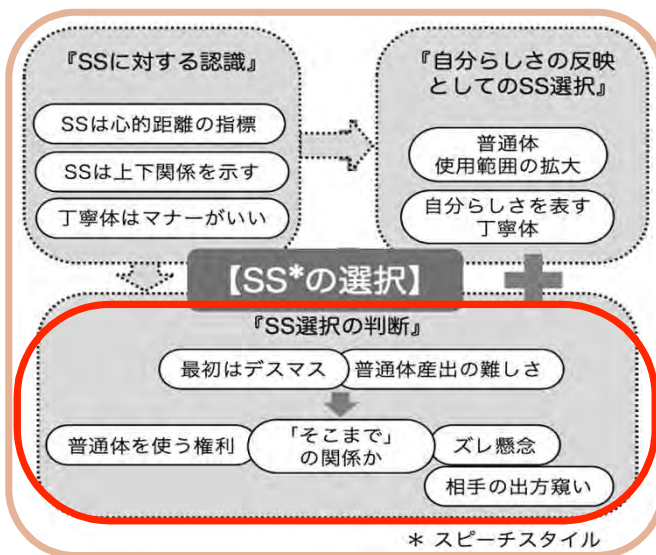 『SSに対する認識』
SSは心的距離の指標
SSは上下関係を示す
丁寧体はマナーがいい
『自分らしさの反映
としてのSS選択』
普通体
使用範囲の拡大
自分らしさを表す
丁寧体
【SS*の選択】
『SS選択の判断』
最初はデスマス
普通体産出の難しさ
普通体を使う権利
「そこまで」
の関係か
ズレ懸念
相手の出方窺い
* スピーチスタイル